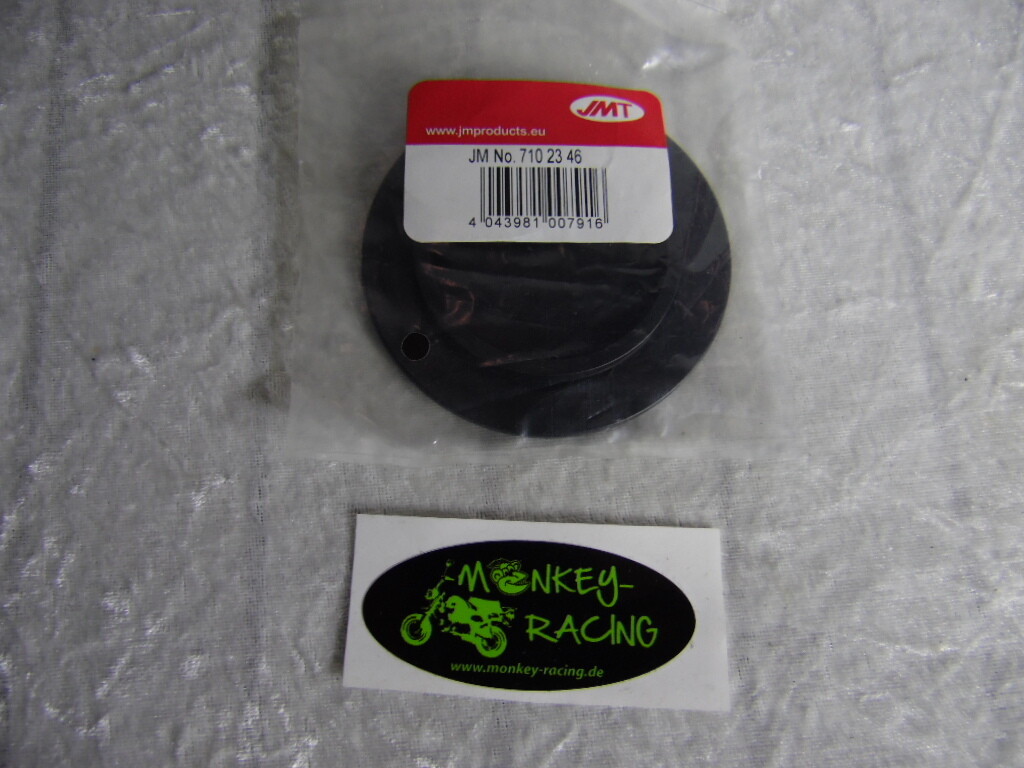 JMT
www.jmproducts.eu
JM No. 710 23 46
4 043981 007916
MONKEY-
RACING
www.monkey-racing.de